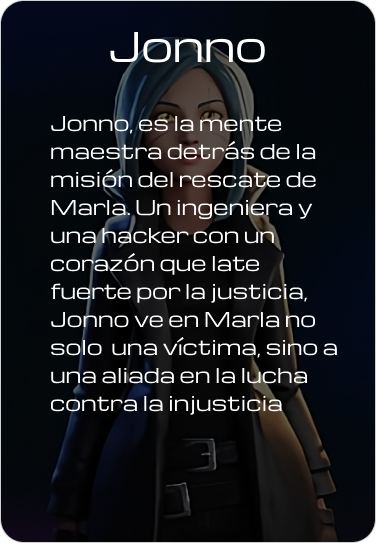 Jonno
Jonno, es la mente
maestra detrás de la
misión del rescate de
Marla. Un ingeniera y
una hacker con un
corazón que late
fuerte por la justicia,
Jonno ve en Marla no
solo una víctima, sino a
una aliada en la lucha
contra la injusticia